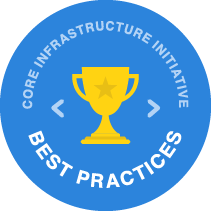 CORE INFRASTRUCTURE INITIATIVE
BEST PRACTICES